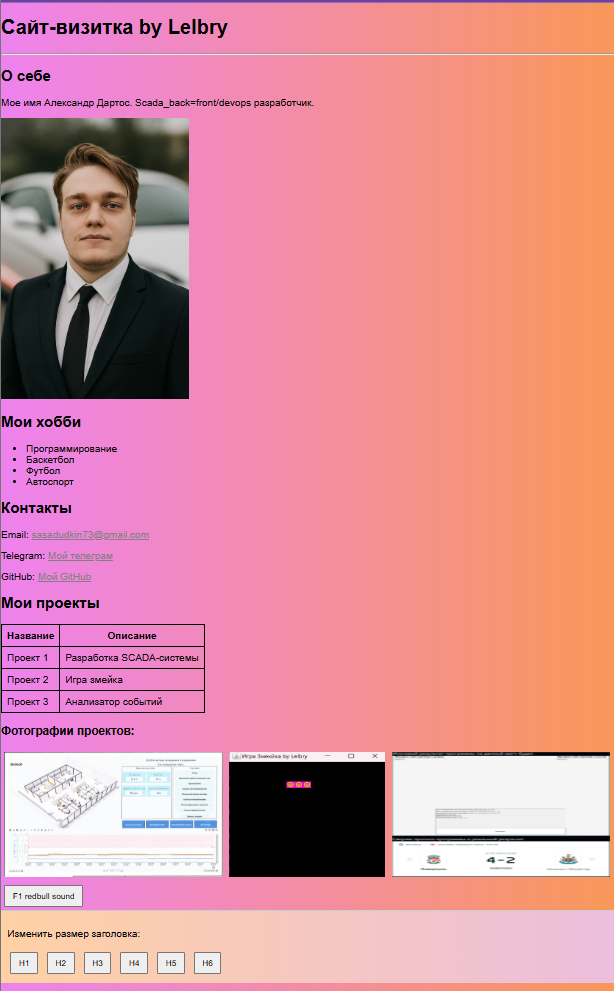 Сайт-визитка by Lelbry
О себе
Мое имя Александр Дартос. Scada_back=front/devops разработчик.
Мои хобби
Программирование
Баскетбол
Футбол
Автоспорт
Контакты
Email: sasadudkin73@gmail.com
Telegram: Мой телеграм
GitHub: Мой GitHub
Мои проекты
Название Описание
Проект 1 Разработка SCADA-системы
Проект 2 Игра змейка
Проект 3 Анализатор событий
Фотографии проектов:
Игра Змейка by Lelbry
4-2
F1 redbull sound
Изменить размер заголовка:
H1 H2 H3 H4 H5 H6